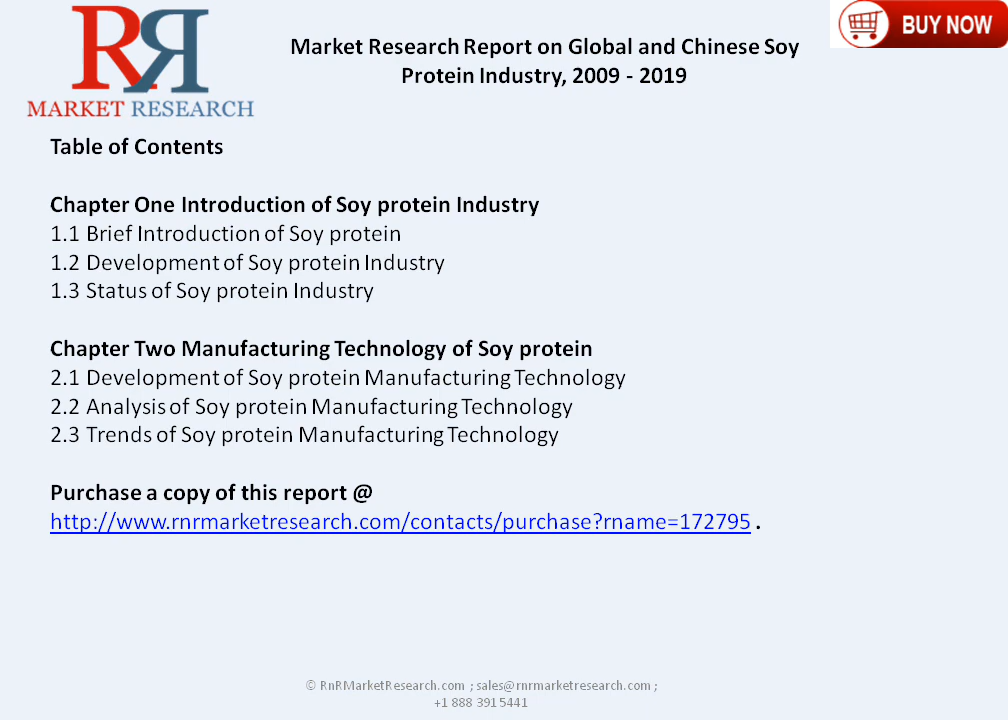 RR
MARKET RESEARCH
Market Research Report on Global and Chinese Soy
Protein Industry, 2009 - 2019
BUY NOW
Table of Contents
Chapter One Introduction of Soy protein Industry
1.1 Brief Introduction of Soy protein
1.2 Development of Soy protein Industry
1.3 Status of Soy protein Industry
Chapter Two Manufacturing Technology of Soy protein
2.1 Development of Soy protein Manufacturing Technology
2.2 Analysis of Soy protein Manufacturing Technology
2.3 Trends of Soy protein Manufacturing Technology
Purchase a copy of this report @
http://www.rnrmarketresearch.com/contacts/purchase?rname=172795 .
© RnRMarketResearch.com ; sales@rnrmarketresearch.com ;
+1 888 391 5441